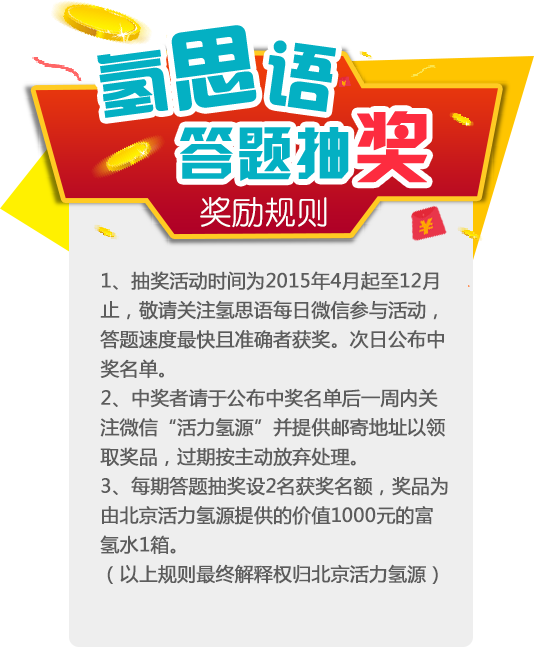 氢思语
答题抽奖
奖励规则
¥
1、抽奖活动时间为2015年4月起至12月
止，敬请关注氢思语每日微信参与活动，
答题速度最快且准确者获奖。次日公布中
奖名单。
2、中奖者请于公布中奖名单后一周内关
注微信“活力氢源”并提供邮寄地址以领
取奖品，过期按主动放弃处理。
3、每期答题抽奖设2名获奖名额，奖品为
由北京活力氢源提供的价值1000元的富
氢水1箱。
（以上规则最终解释权归北京活力氢源）